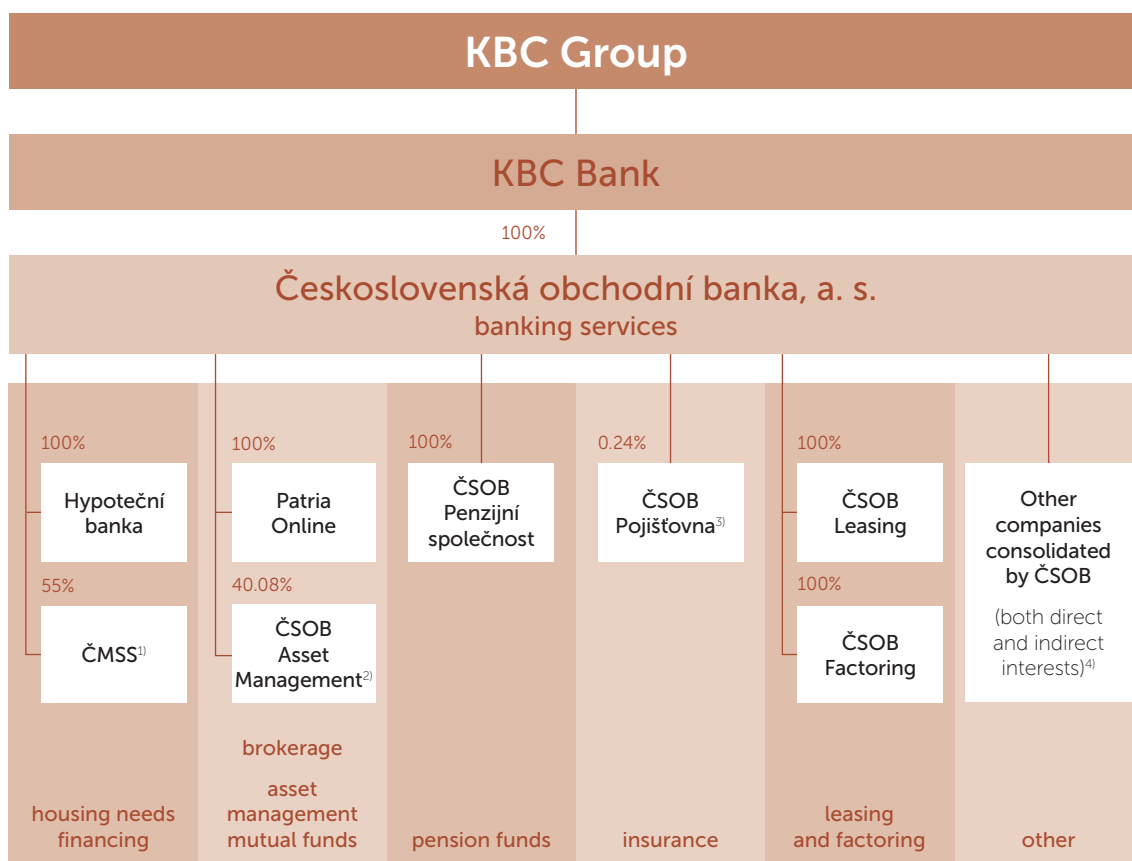 KBC Group
KBC Bank
100%
Československá obchodní banka, a. s.
banking services
100%
Hypoteční
banka
55%
ČMSS1)
housing needs
financing
100%
Patria
Online
40.08%
ČSOB
Asset
Management2)
brokerage
asset
management
mutual funds
100%
ČSOB
Penzijní
společnost
pension funds
0.24%
ČSOB
Pojišťovna3)
insurance
100%
ČSOB
Leasing
100%
ČSOB
Factoring
leasing
and factoring
Other
companies
consolidated
by ČSOB
(both direct
and indirect
interests)4)
other